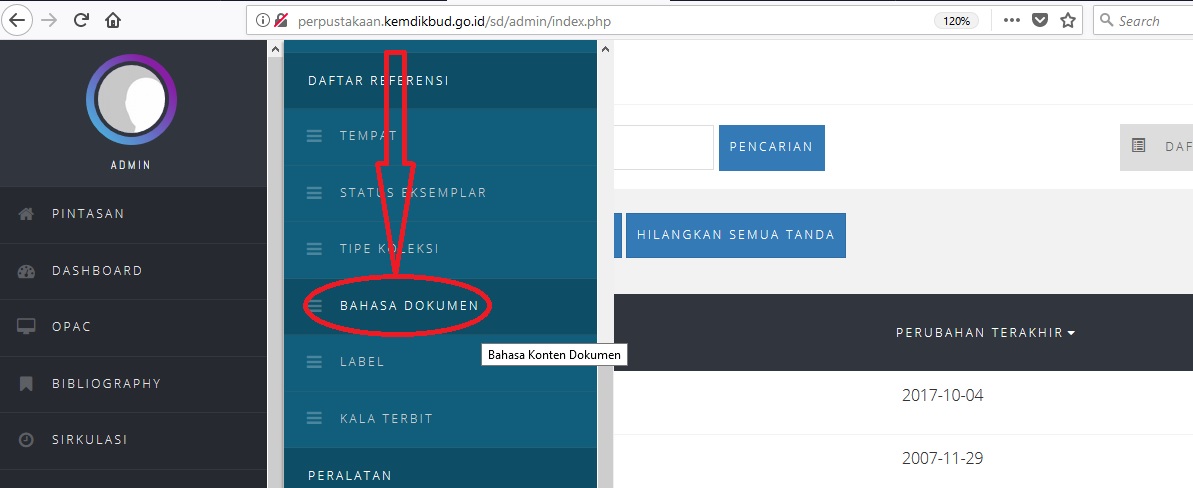 perpustakaan.kemdikbud.go.id/sd/admin/index.php
120%
Search
ADMIN
PINTASAN
DASHBOARD
OPAC
BIBLIOGRAPHY
SIRKULASI
DAFTAR REFERENSI
TEMPAT
STATUS EKSEMPLAR
TIPE KOLEKSI
BAHASA DOKUMEN
Bahasa Konten Dokumen
LABEL
KALA TERBIT
PERALATAN
PENCARIAN
DAF
HILANGKAN SEMUA TANDA
PERUBAHAN TERAKHIR
2017-10-04
2007-11-29